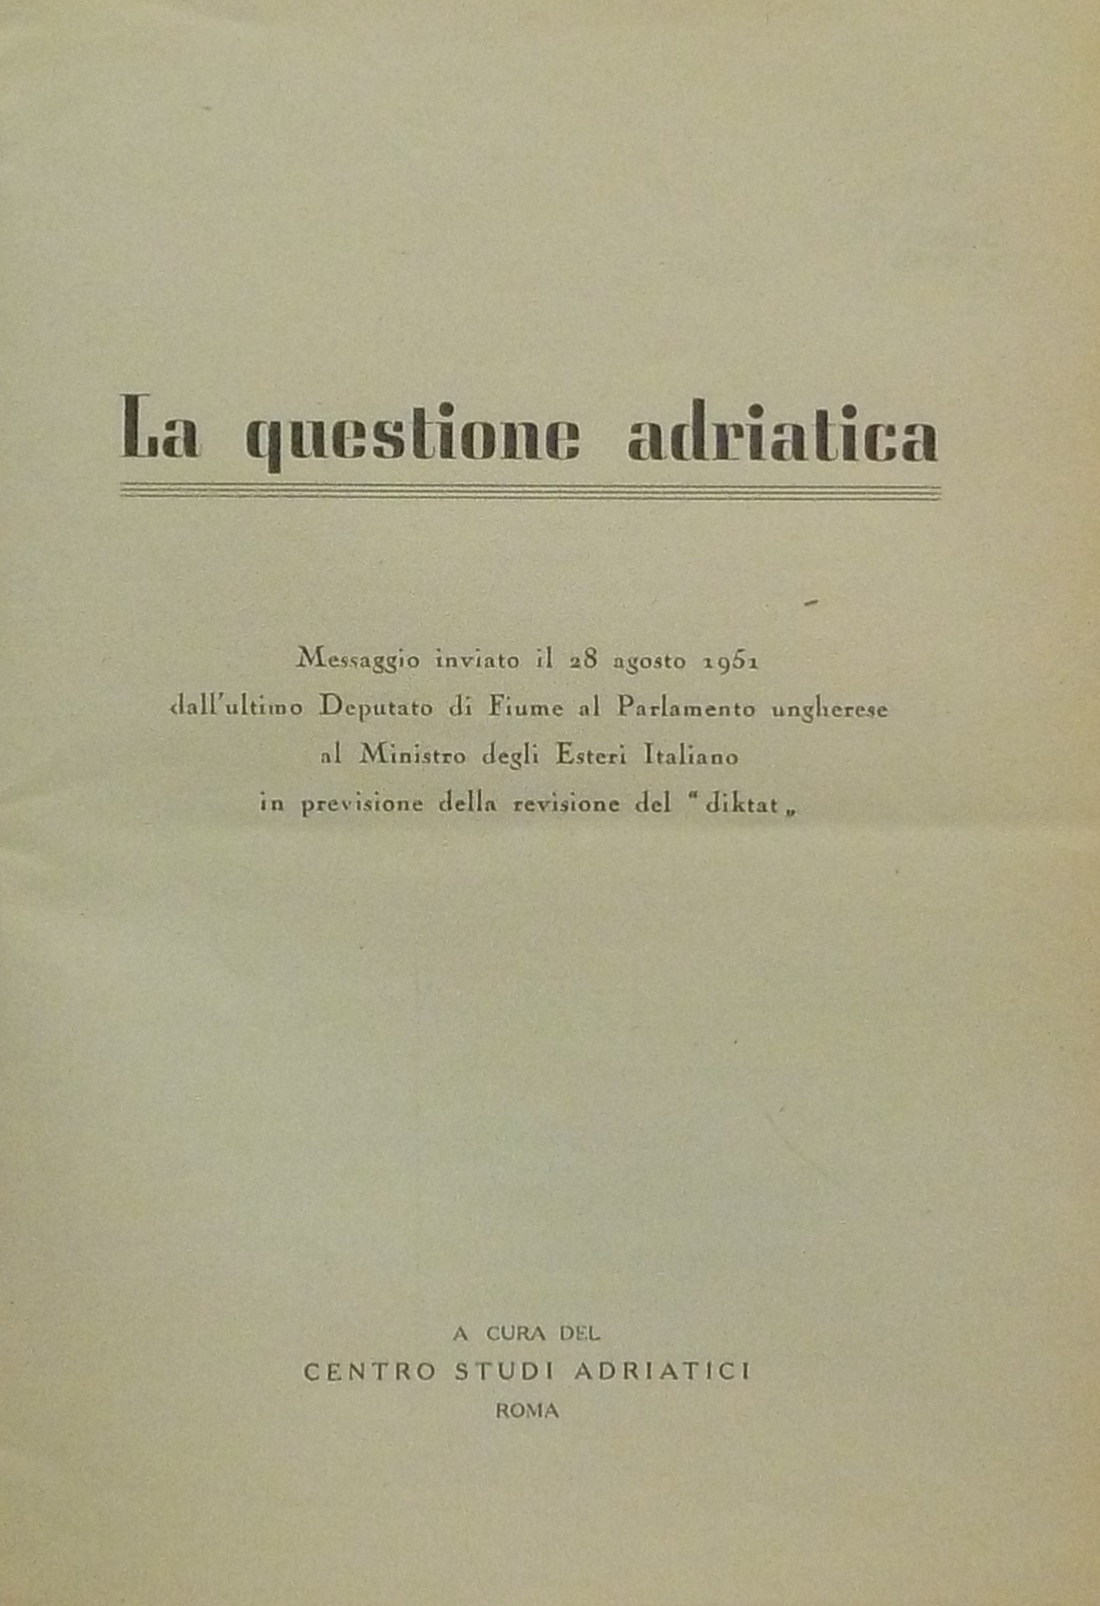 La questione adriatica
Messaggio inviato il 28 agosto 1951
dall'ultimo Deputato di Fiume al Parlamento ungherese
al Ministro degli Esteri Italiano
in previsione della revisione del “ diktat „
A CURA DEL
CENTRO STUDI ADRIATICI
ROMA